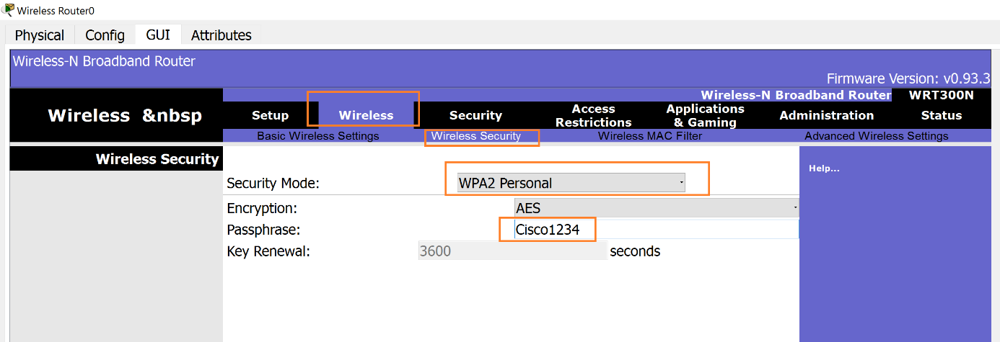 Wireless Router0
Physical Config GUI Attributes
Wireless-N Broadband Router
Firmware Version: v0.93.3
Wireless-N Broadband Router WRT300N
Wireless &nbsp
Setup Wireless Security Access Restrictions Applications & Gaming Administration Status
Basic Wireless Settings Wireless Security Wireless MAC Filter Advanced Wireless Settings
Wireless Security
Help...
Security Mode: WPA2 Personal
Encryption: AES
Passphrase: Cisco1234
Key Renewal: 3600 seconds